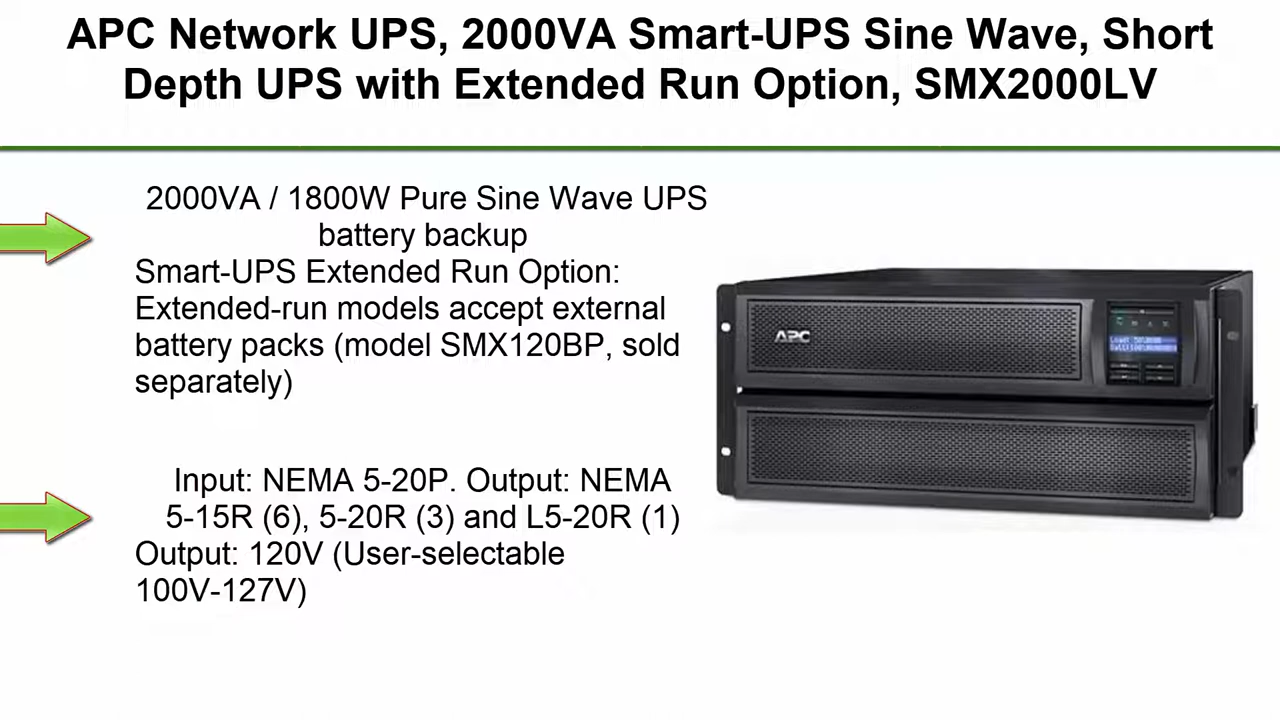 APC Network UPS, 2000VA Smart-UPS Sine Wave, Short
Depth UPS with Extended Run Option, SMX2000LV
2000VA / 1800W Pure Sine Wave UPS
battery backup
Smart-UPS Extended Run Option:
Extended-run models accept external
battery packs (model SMX120BP, sold
separately)
Input: NEMA 5-20P. Output: NEMA
5-15R (6), 5-20R (3) and L5-20R (1)
Output: 120V (User-selectable
100V-127V)
APC